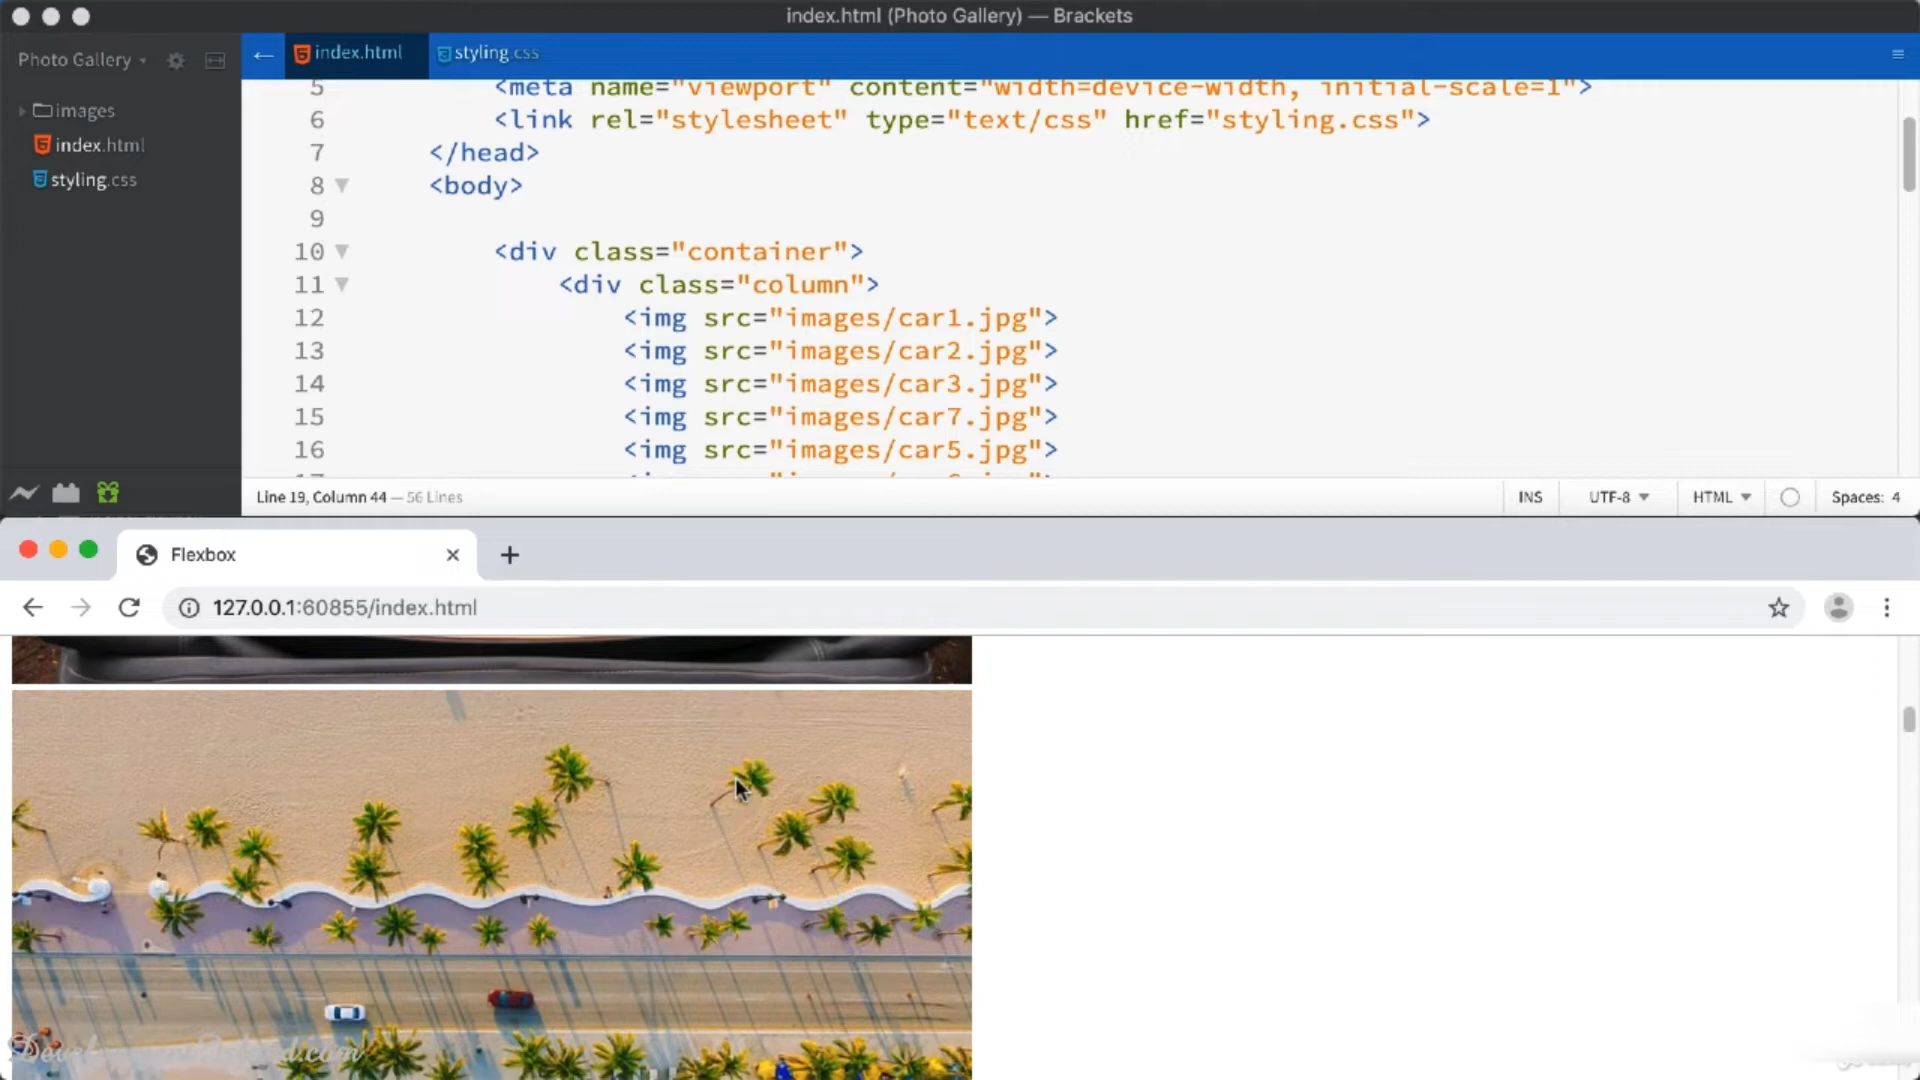 index.html (Photo Gallery) — Brackets
Photo Gallery
index.html
styling.css
images
index.html
styling.css
5 <meta name="viewport" content="width=device-width, initial-scale=1">
6 <link rel="stylesheet" type="text/css" href="styling.css">
7 </head>
8 <body>
9
10 <div class="container">
11 <div class="column">
12 <img src="images/car1.jpg">
13 <img src="images/car2.jpg">
14 <img src="images/car3.jpg">
15 <img src="images/car7.jpg">
16 <img src="images/car5.jpg">
Line 19, Column 44 — 56 Lines
INS
UTF-8
HTML
Spaces: 4
Flexbox
127.0.0.1:60855/index.html